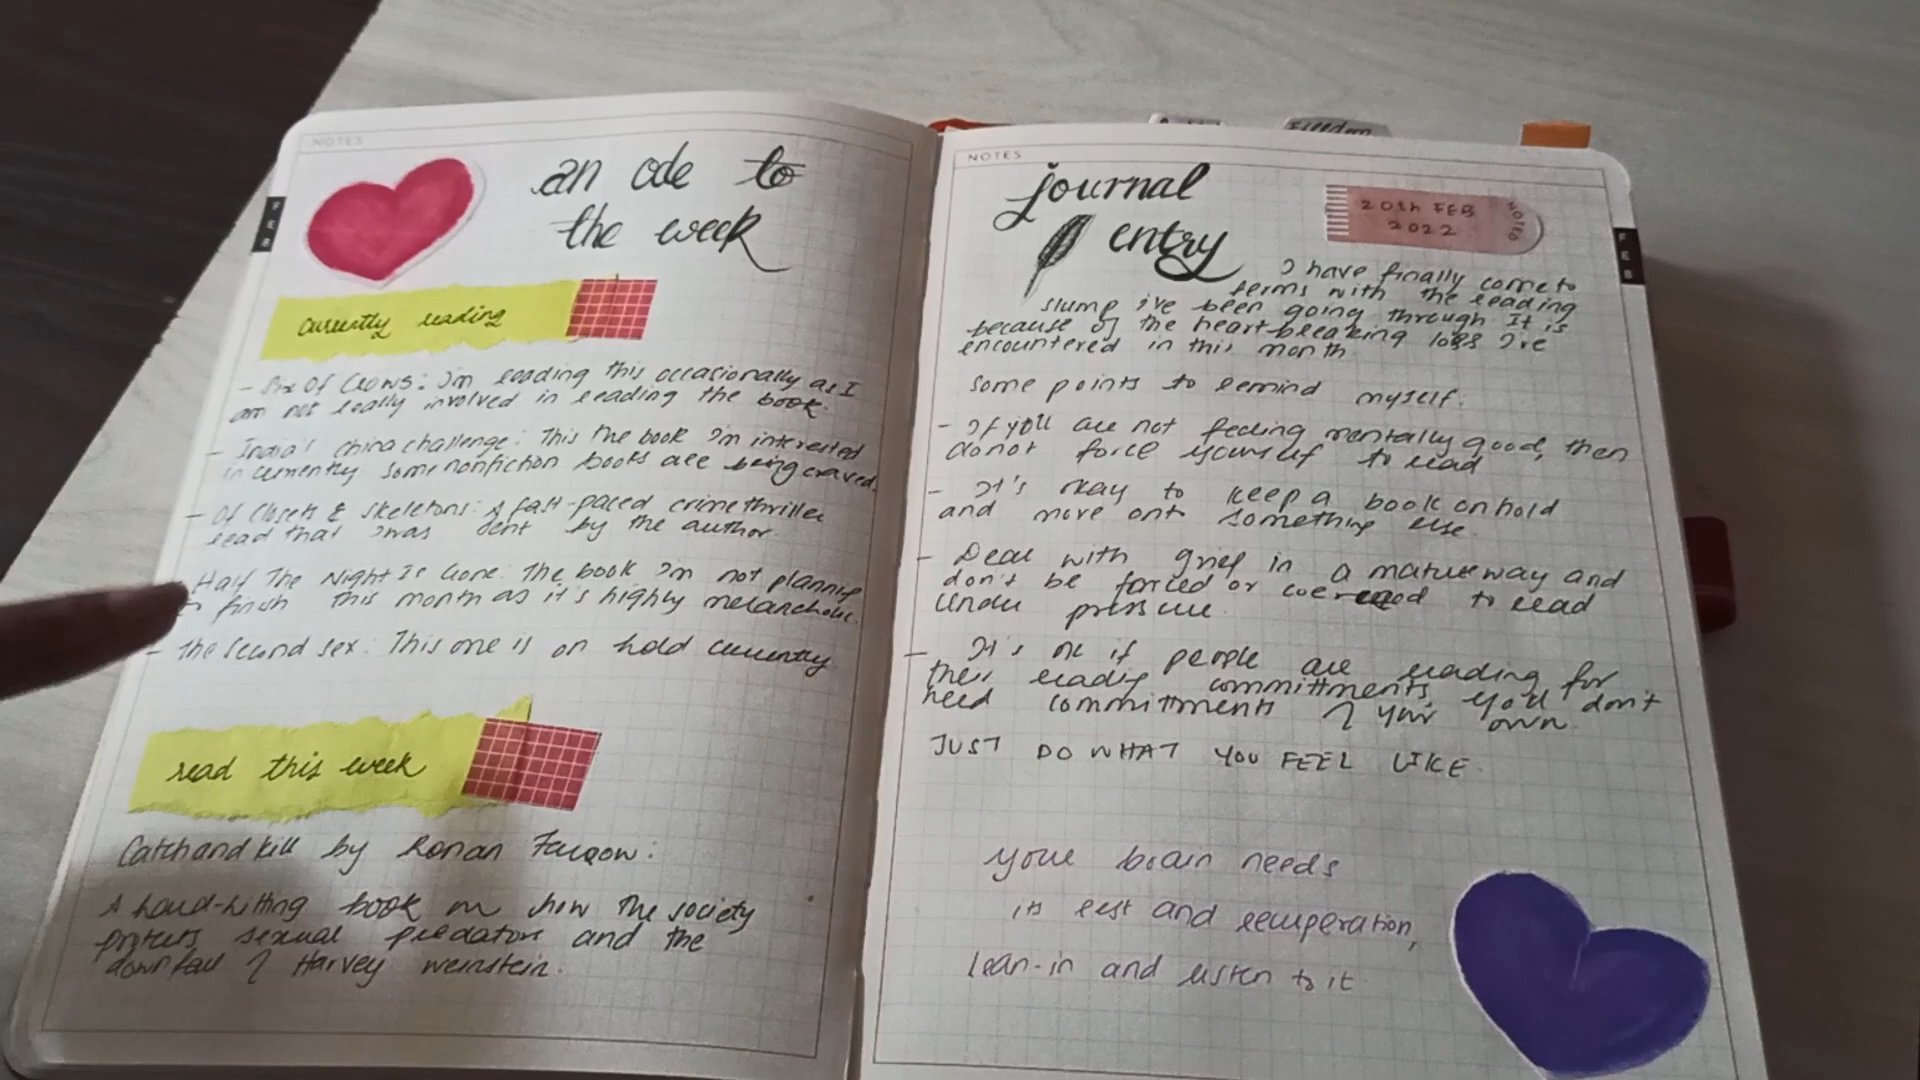 NOTES
an ode to
the week
FEB
currently reading
- Six Of Crows: I'm reading this occasionally as I
am not really involved in reading the book.
- India's china challenge: This the book I'm interested
in currently some nonfiction books are being craved.
- Of Closets & Skeletons: A fast-paced crime thriller
read that I was sent by the author.
- Half The Night Is Gone: The book I'm not planning
to finish this month as it's highly melancholic.
- The Second Sex: This one is on hold currently.
read this week
Catch and kill by Ronan Farrow:
A hard-hitting book on how the society
protects sexual predators and the
downfall of Harvey Weinstein.
Freedom
NOTES
journal
entry
20th FEB
2022
NOTED
FEB
I have finally come to
terms with the reading
slump i've been going through It is
because of the heart-breaking loss I've
encountered in this month
some points to remind myself.
- If you are not feeling mentally good, then
donot force yourself to read
- It's okay to keep a book on hold
and move onto something else.
- Deal with grief in a mature way and
don't be forced or coerced to read
under pressure.
- It's ok if people are reading for
their reading committments, you don't
need committments of your own.
JUST DO WHAT YOU FEEL LIKE.
your brain needs
its rest and recuperation,
lean-in and listen to it